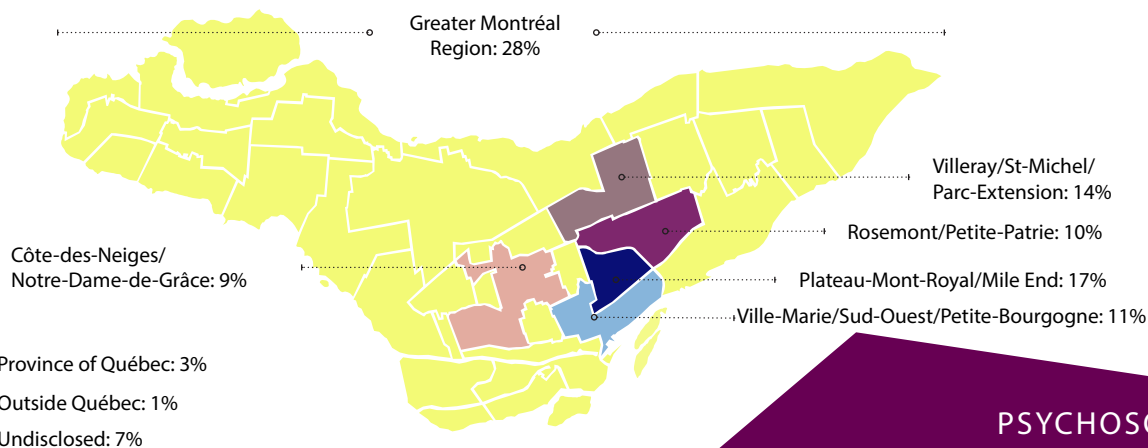 Greater Montréal
Region: 28%
Villeray/St-Michel/
Parc-Extension: 14%
Rosemont/Petite-Patrie: 10%
Côte-des-Neiges/
Notre-Dame-de-Grâce: 9%
Plateau-Mont-Royal/Mile End: 17%
Ville-Marie/Sud-Ouest/Petite-Bourgogne: 11%
Province of Québec: 3%
Outside Québec: 1%
Undisclosed: 7%